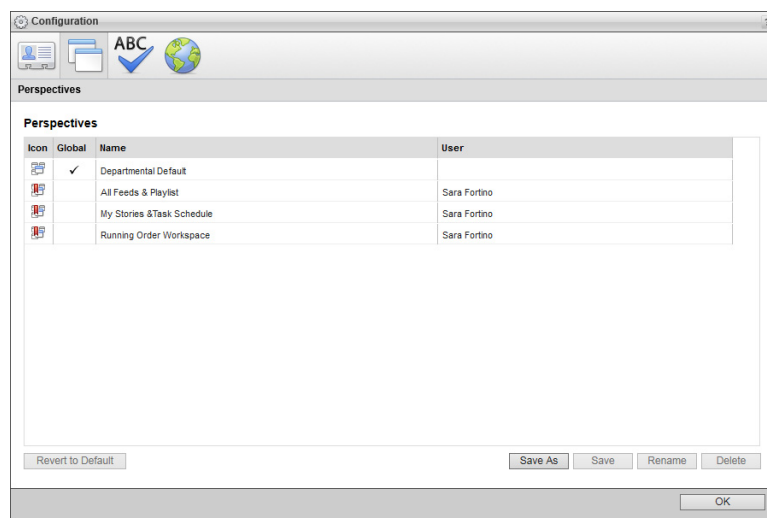 Configuration
ABC
Perspectives
Perspectives
Icon Global Name User
Departmental Default
All Feeds & Playlist Sara Fortino
My Stories &Task Schedule Sara Fortino
Running Order Workspace Sara Fortino
Revert to Default Save As Save Rename Delete
OK